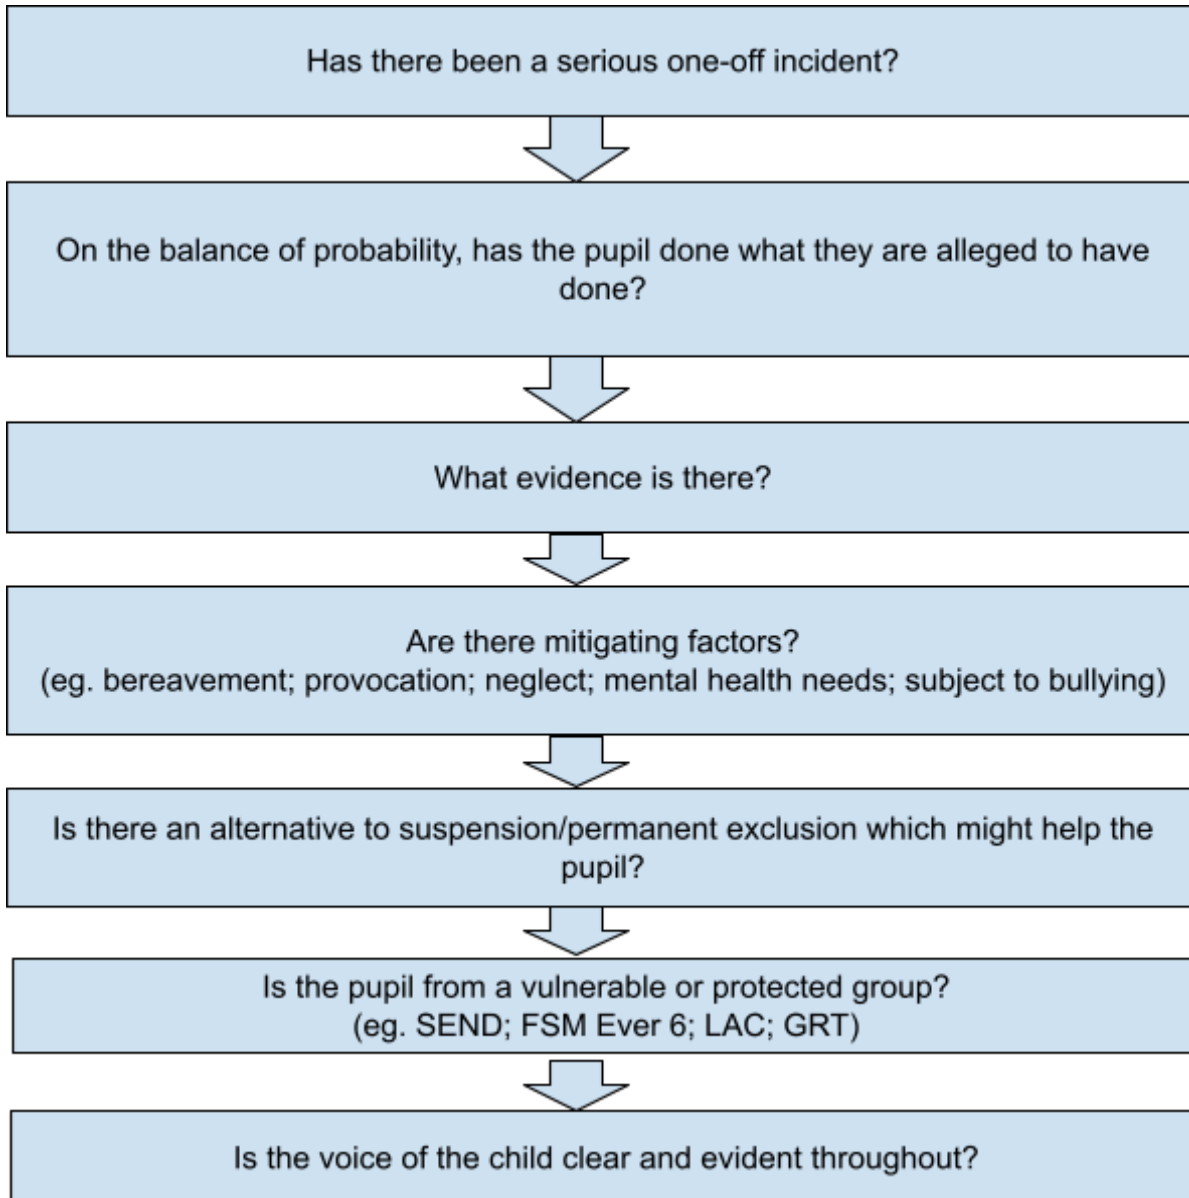 Has there been a serious one-off incident?
On the balance of probability, has the pupil done what they are alleged to have
done?
What evidence is there?
Are there mitigating factors?
(eg. bereavement; provocation; neglect; mental health needs; subject to bullying)
Is there an alternative to suspension/permanent exclusion which might help the
pupil?
Is the pupil from a vulnerable or protected group?
(eg. SEND; FSM Ever 6; LAC; GRT)
Is the voice of the child clear and evident throughout?